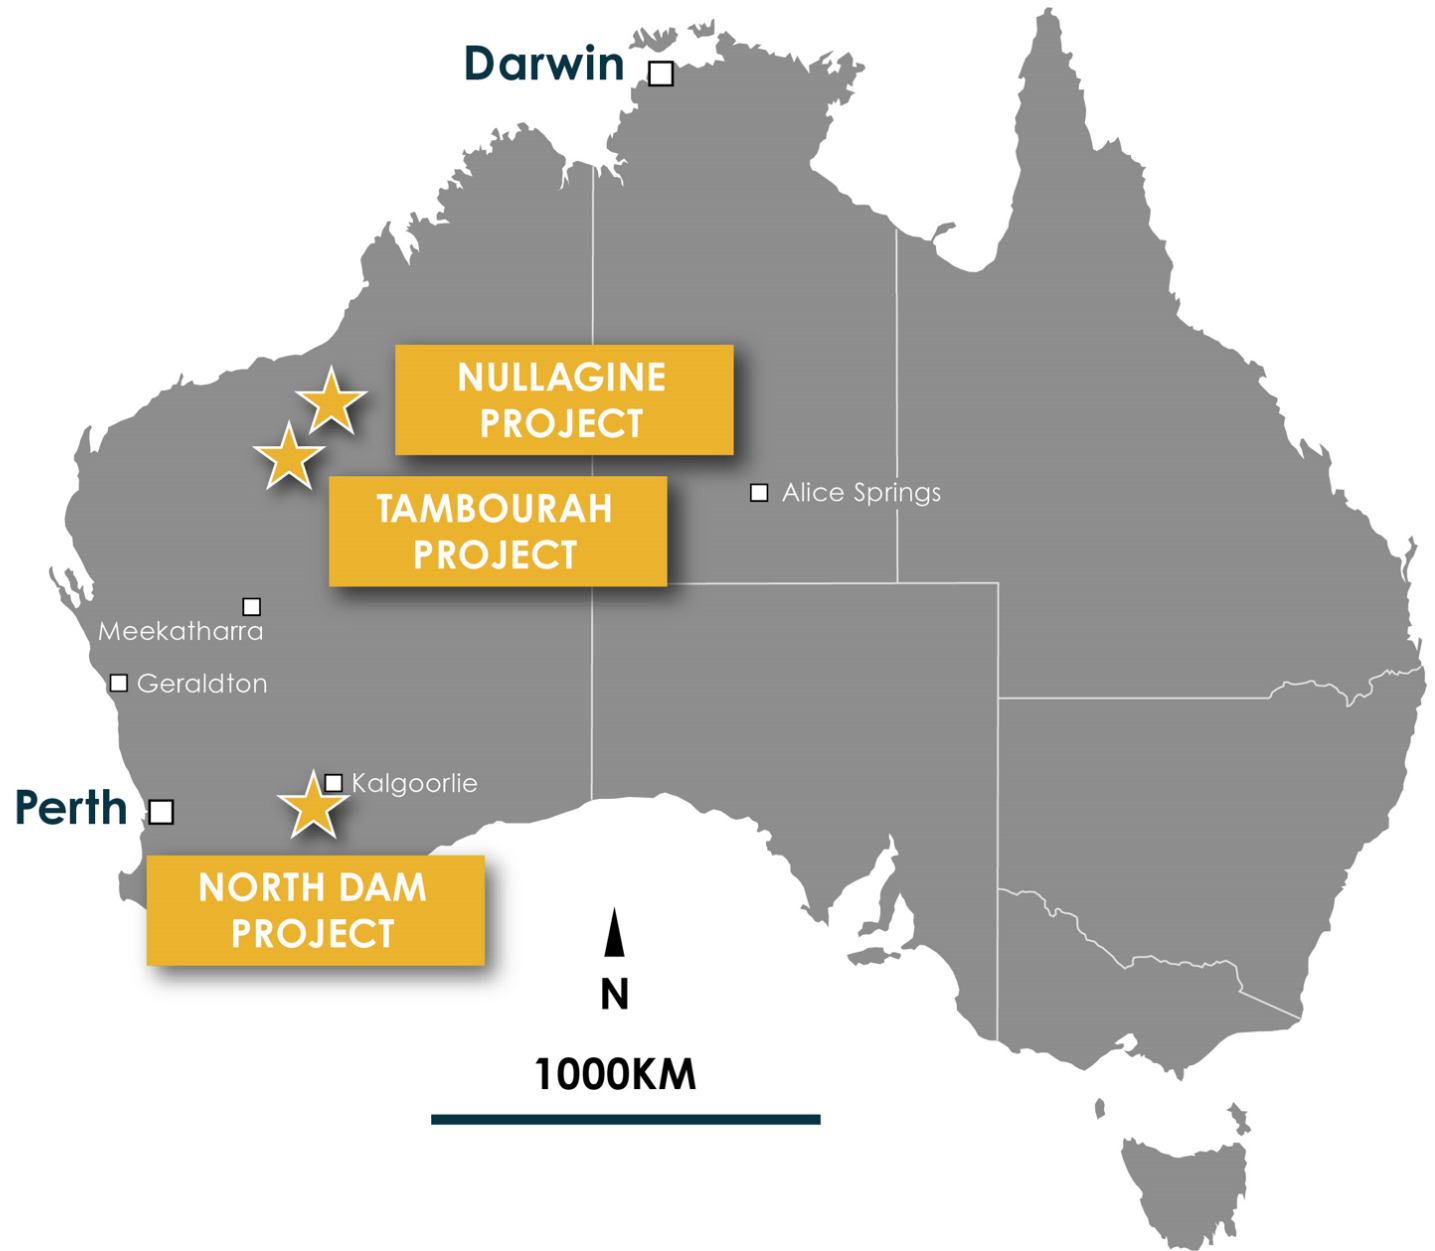 Darwin
NULLAGINE
PROJECT
Alice Springs
TAMBOURAH
PROJECT
Meekatharra
Geraldton
Kalgoorlie
Perth
NORTH DAM
PROJECT
N
1000KM